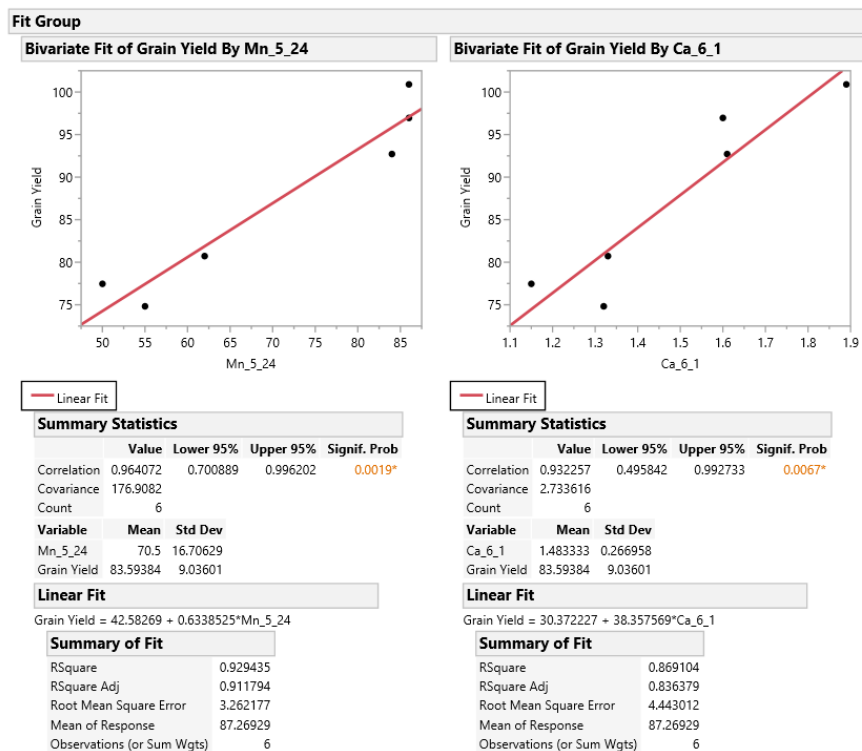 Fit Group
Bivariate Fit of Grain Yield By Mn_5_24
100
95
90
85
80
75
Grain Yield
50 55 60 65 70 75 80 85
Mn_5_24
Linear Fit
Summary Statistics
Value Lower 95% Upper 95% Signif. Prob
Correlation 0.964072 0.700889 0.996202 0.0019*
Covariance 176.9082
Count 6
Variable Mean Std Dev
Mn_5_24 70.5 16.70629
Grain Yield 83.59384 9.03601
Linear Fit
Grain Yield = 42.58269 + 0.6338525*Mn_5_24
Summary of Fit
RSquare 0.929435
RSquare Adj 0.911794
Root Mean Square Error 3.262177
Mean of Response 87.26929
Observations (or Sum Wgts) 6
Bivariate Fit of Grain Yield By Ca_6_1
100
95
90
85
80
75
Grain Yield
1.1 1.2 1.3 1.4 1.5 1.6 1.7 1.8 1.9
Ca_6_1
Linear Fit
Summary Statistics
Value Lower 95% Upper 95% Signif. Prob
Correlation 0.932257 0.495842 0.992733 0.0067*
Covariance 2.733616
Count 6
Variable Mean Std Dev
Ca_6_1 1.483333 0.266958
Grain Yield 83.59384 9.03601
Linear Fit
Grain Yield = 30.372227 + 38.357569*Ca_6_1
Summary of Fit
RSquare 0.869104
RSquare Adj 0.836379
Root Mean Square Error 4.443012
Mean of Response 87.26929
Observations (or Sum Wgts) 6